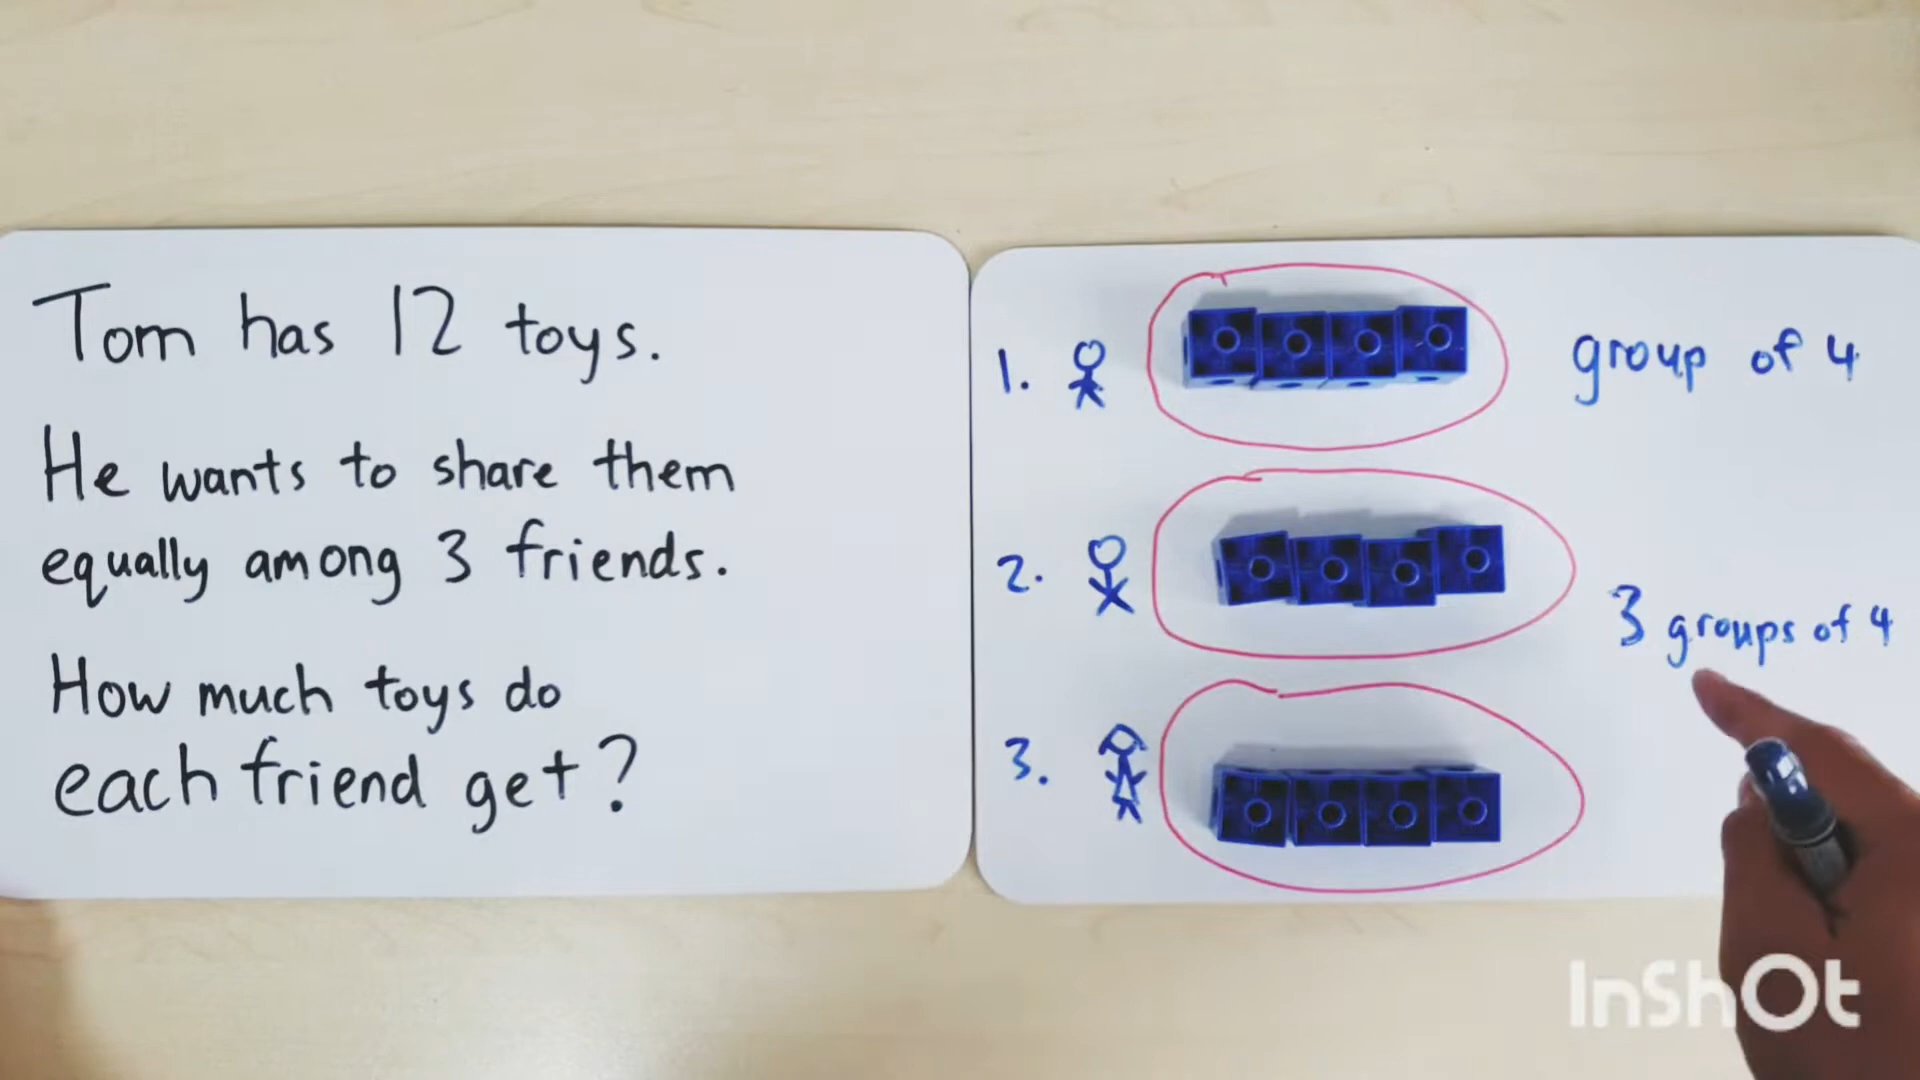 Tom has 12 toys.
He wants to share them
equally among 3 friends.
How much toys do
each friend get?
1.
group of 4
2.
3 groups of 4
3.
InShOt